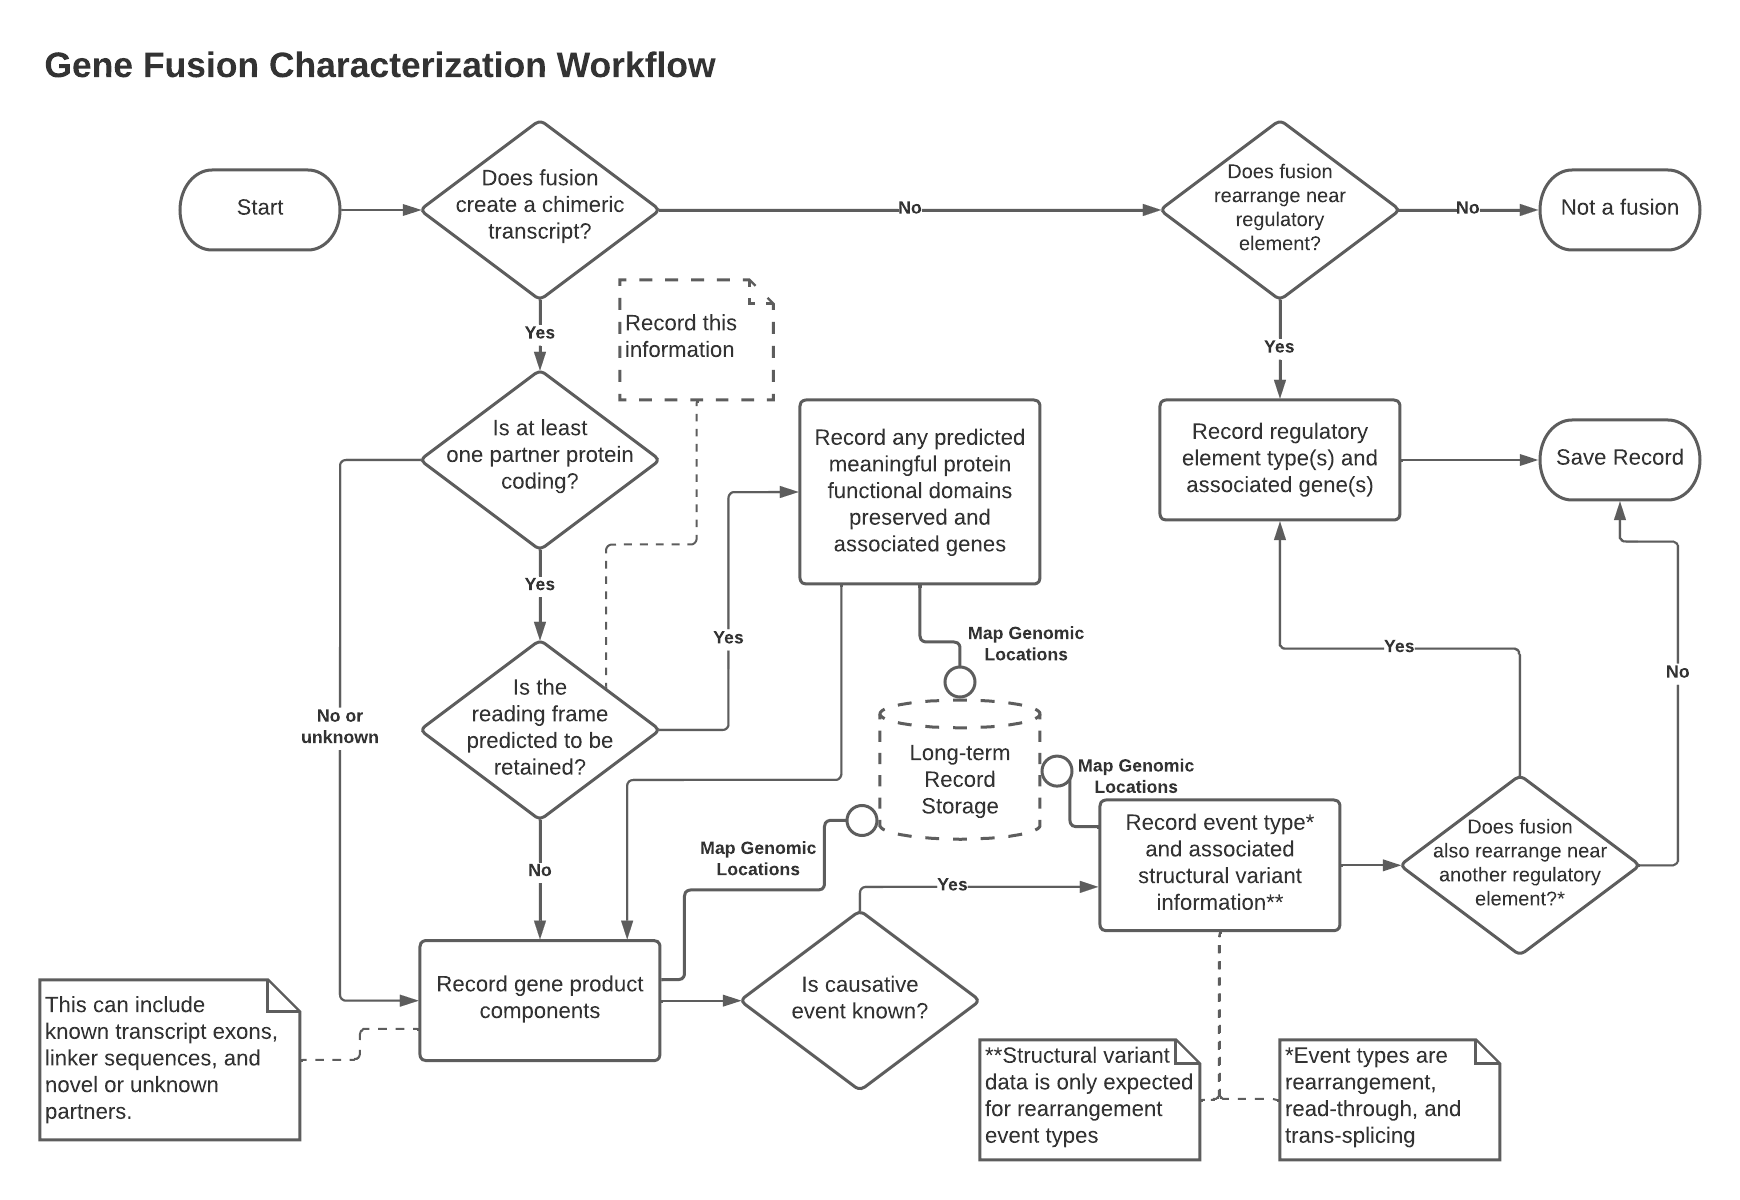 Gene Fusion Characterization Workflow
Start
Does fusion
create a chimeric
transcript?
No
Does fusion
rearrange near
regulatory
element?
No
Not a fusion
Yes
Record this
information
Yes
Is at least
one partner protein
coding?
Record any predicted
meaningful protein
functional domains
preserved and
associated genes
Record regulatory
element type(s) and
associated gene(s)
Save Record
Yes
Yes
Map Genomic
Locations
Yes
No
No or
unknown
Is the
reading frame
predicted to be
retained?
Long-term
Record
Storage
Map Genomic
Locations
Record event type*
and associated
structural variant
information**
Does fusion
also rearrange near
another regulatory
element?*
Map Genomic
Locations
No
Yes
Record gene product
components
Is causative
event known?
This can include
known transcript exons,
linker sequences, and
novel or unknown
partners.
**Structural variant
data is only expected
for rearrangement
event types
*Event types are
rearrangement,
read-through, and
trans-splicing